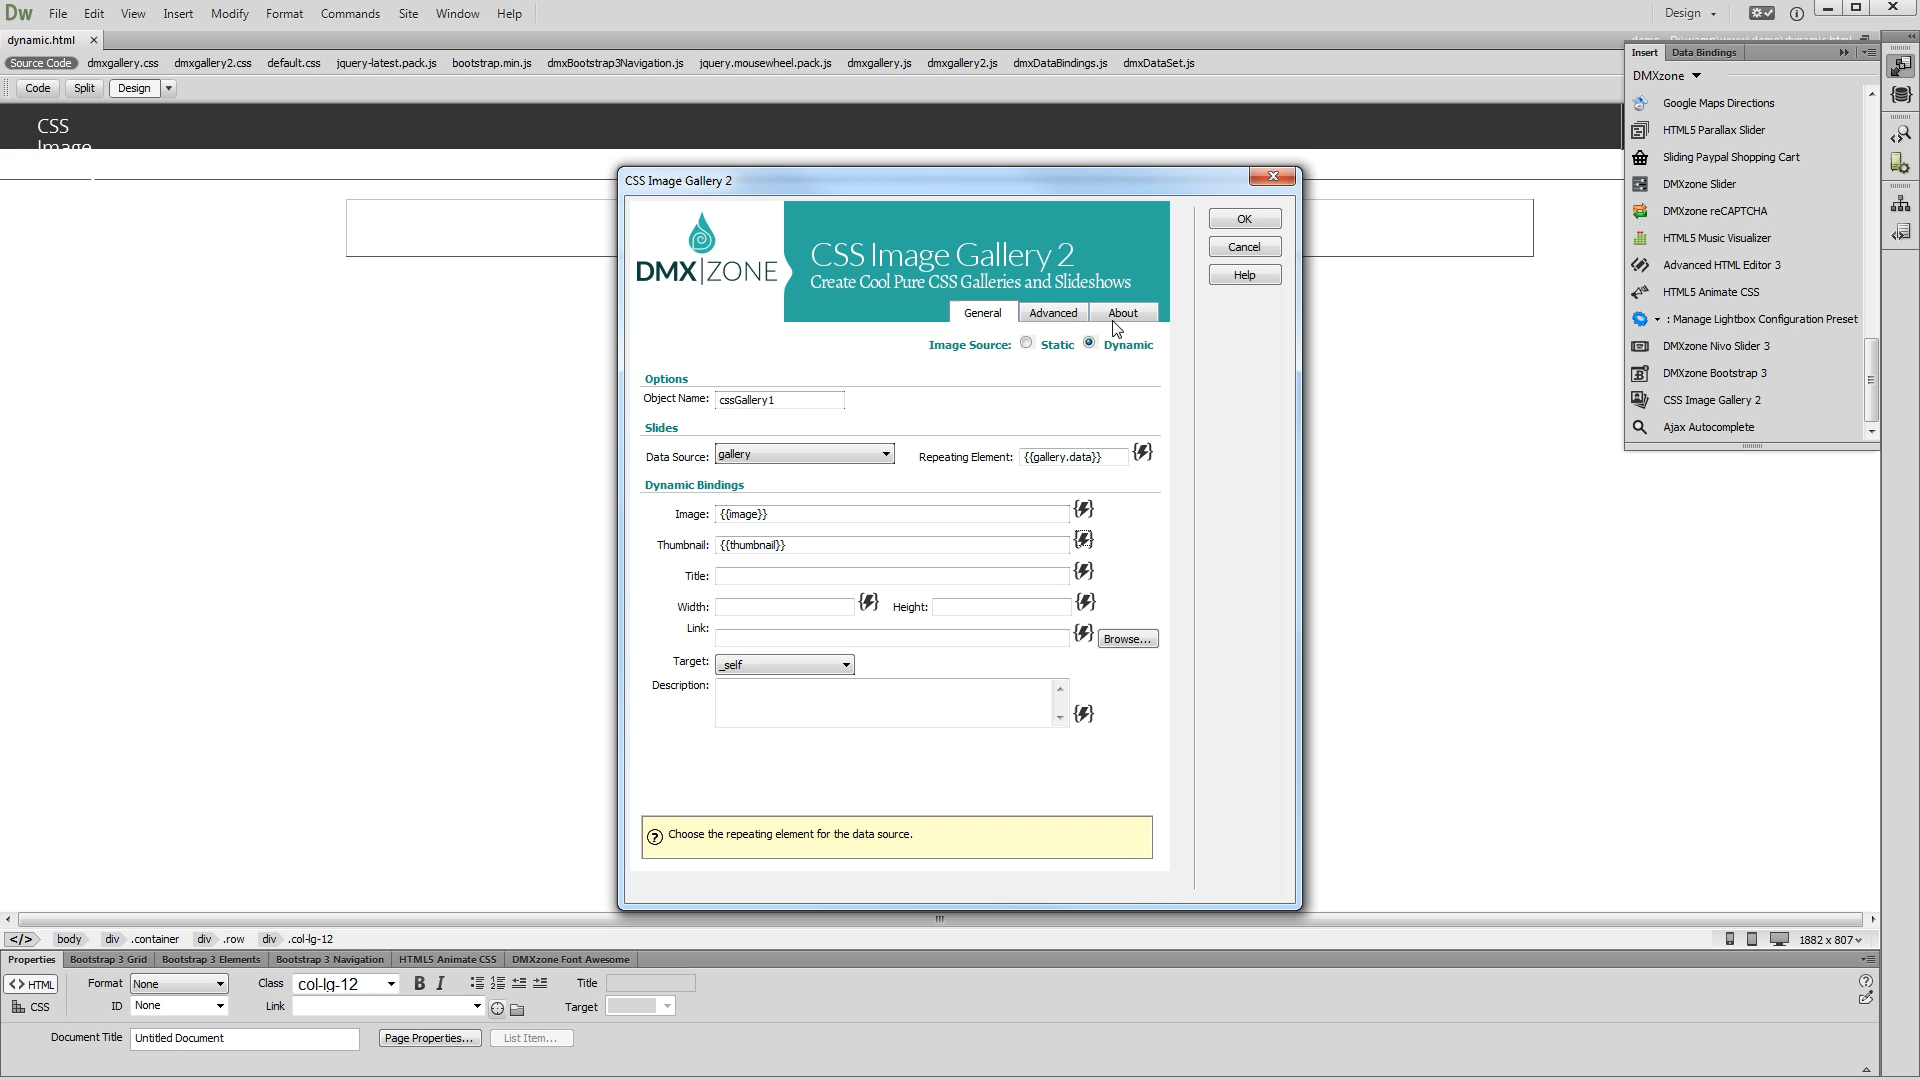 Dw File Edit View Insert Modify Format Commands Site Window Help Design
dynamic.html
Source Code dmxgallery.css dmxgallery2.css default.css jquery-latest.pack.js bootstrap.min.js dmxBootstrap3Navigation.js jquery.mousewheel.pack.js dmxgallery.js dmxgallery2.js dmxDataBindings.js dmxDataSet.js
Code Split Design
CSS
Image
CSS Image Gallery 2
DMX|ZONE
CSS Image Gallery 2
Create Cool Pure CSS Galleries and Slideshows
General Advanced About
OK
Cancel
Help
Image Source: Static Dynamic
Options
Object Name: cssGallery1
Slides
Data Source: gallery Repeating Element: {{gallery.data}}
Dynamic Bindings
Image: {{image}}
Thumbnail: {{thumbnail}}
Title:
Width: Height:
Link: Browse...
Target: _self
Description:
Choose the repeating element for the data source.
Insert Data Bindings
DMXzone
Google Maps Directions
HTML5 Parallax Slider
Sliding Paypal Shopping Cart
DMXzone Slider
DMXzone reCAPTCHA
HTML5 Music Visualizer
Advanced HTML Editor 3
HTML5 Animate CSS
: Manage Lightbox Configuration Preset
DMXzone Nivo Slider 3
DMXzone Bootstrap 3
CSS Image Gallery 2
Ajax Autocomplete
</> body div .container div .row div .col-lg-12 1882 x 807
Properties Bootstrap 3 Grid Bootstrap 3 Elements Bootstrap 3 Navigation HTML5 Animate CSS DMXzone Font Awesome
<> HTML Format None Class col-lg-12 B I Title
CSS ID None Link Target
Document Title Untitled Document Page Properties... List Item...